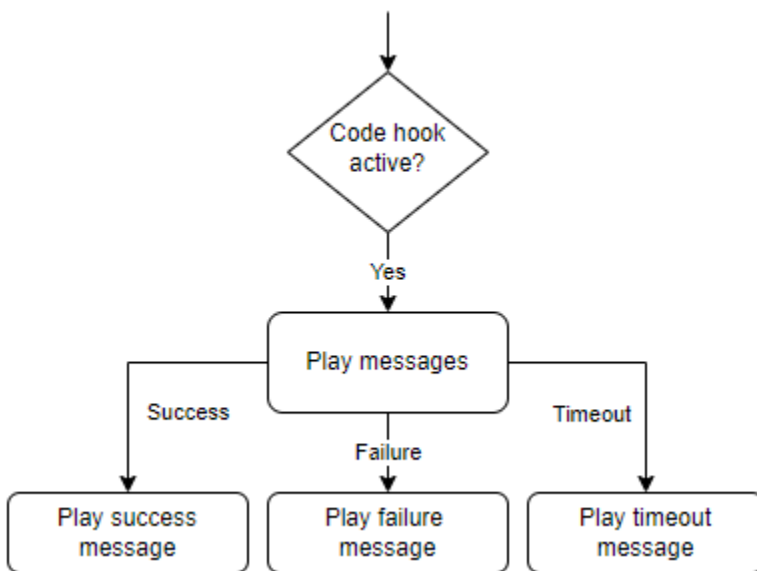 Code hook
active?
Yes
Play messages
Success
Timeout
Failure
Play success
message
Play failure
message
Play timeout
message